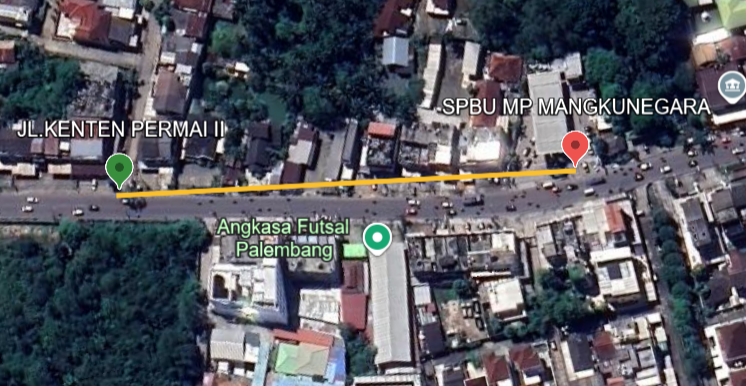 SPBU MP MANGKUNEGARA
JL.KENTEN PERMAI II
Angkasa Futsal
Palembang